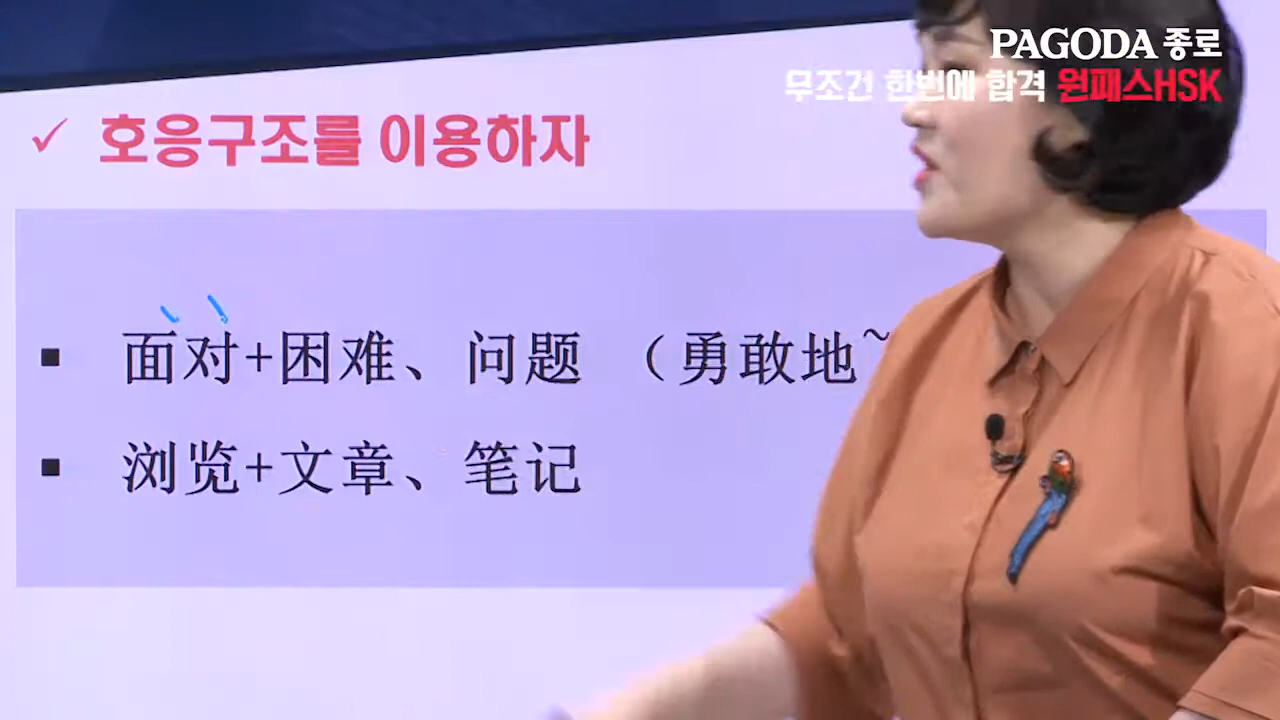 PAGODA 종로
무조건 한번에 합격 원패스HSK
✓ 호응구조를 이용하자
▪ 面对+困难、问题 （勇敢地~
▪ 浏览+文章、笔记